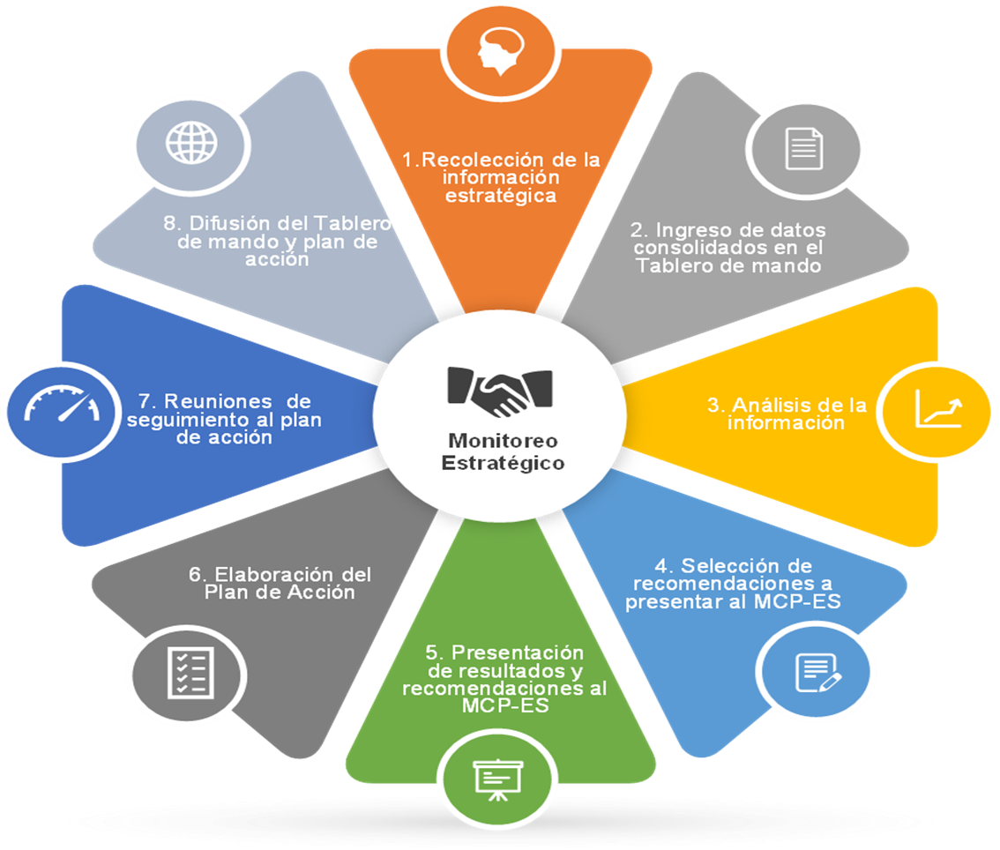 1.Recolección de la
información
estratégica
2. Ingreso de datos
consolidados en el
Tablero de mando
3. Análisis de la
información
4. Selección de
recomendaciones a
presentar al MCP-ES
5. Presentación
de resultados y
recomendaciones al
MCP-ES
6. Elaboración del
Plan de Acción
7. Reuniones de
seguimiento al plan
de acción
8. Difusión del Tablero
de mando y plan de
acción
Monitoreo
Estratégico